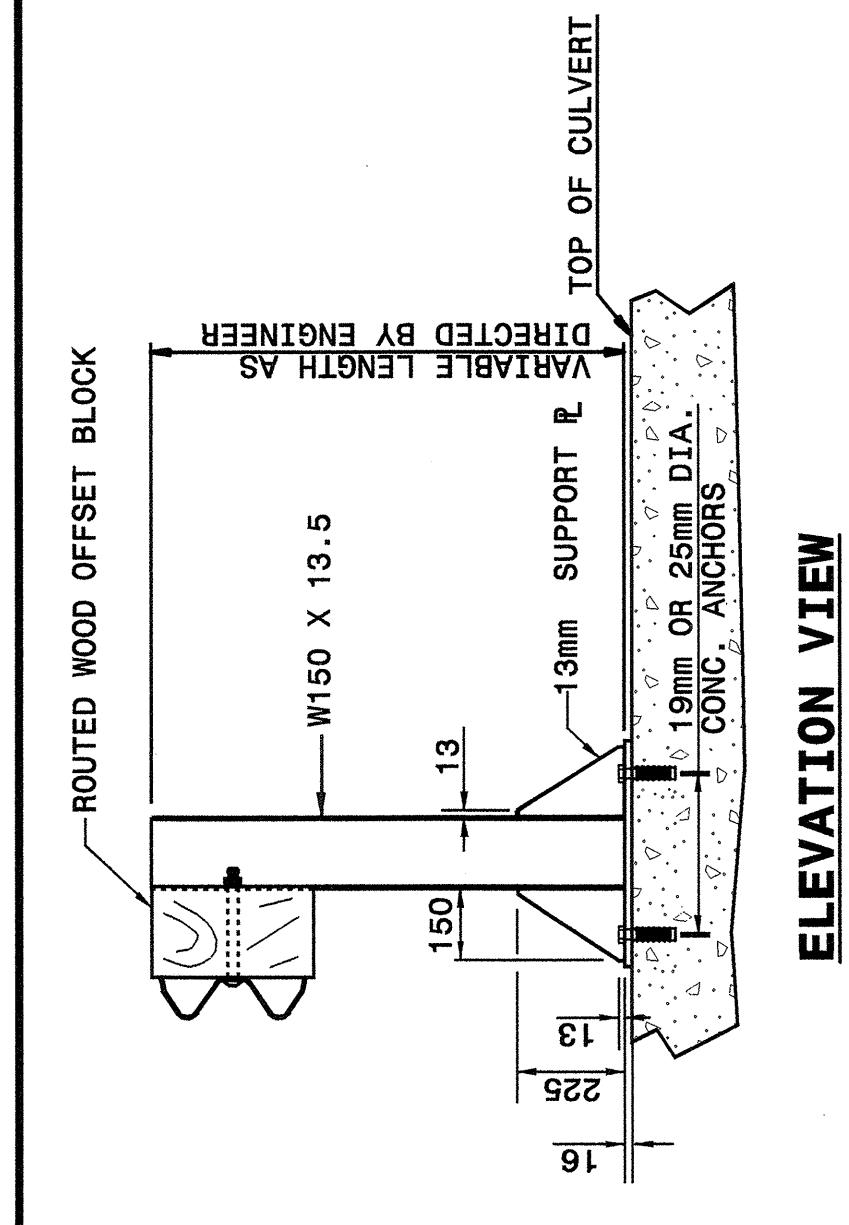 ROUTED WOOD OFFSET BLOCK
W150 X 13.5
VARIABLE LENGTH AS
DIRECTED BY ENGINEER
TOP OF CULVERT
13
150
13mm SUPPORT PL
225
13
16
19mm OR 25mm DIA.
CONC. ANCHORS
ELEVATION VIEW